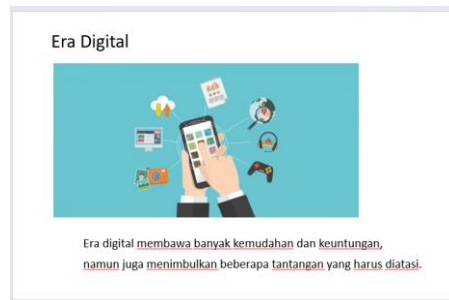 Era Digital
Era digital membawa banyak kemudahan dan keuntungan,
namun juga menimbulkan beberapa tantangan yang harus diatasi.